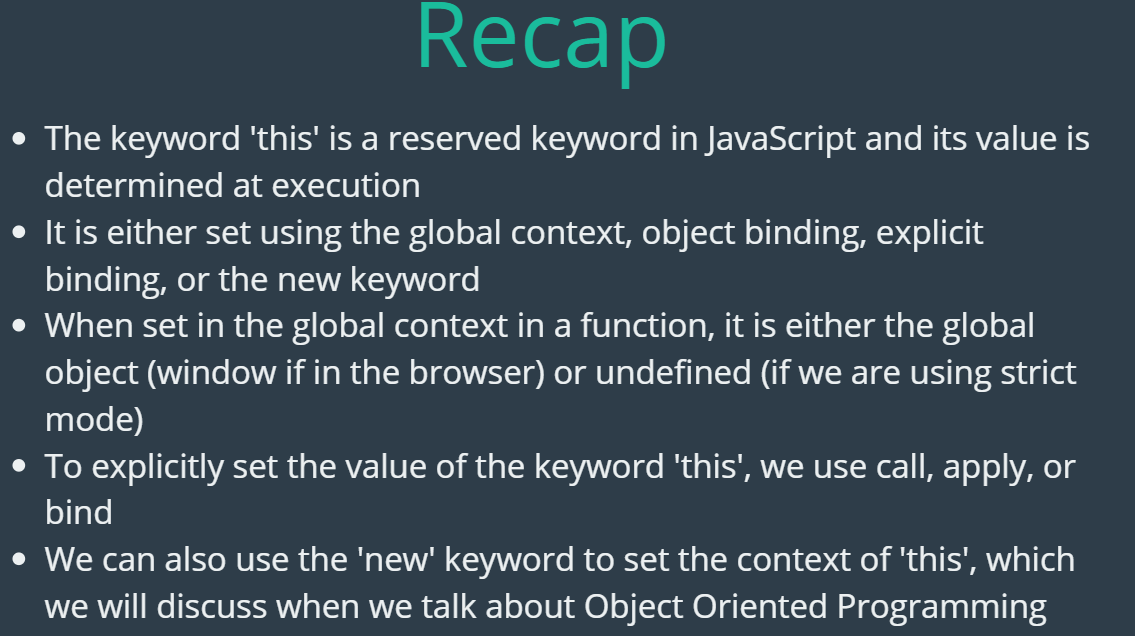 Recap
• The keyword 'this' is a reserved keyword in JavaScript and its value is
determined at execution
• It is either set using the global context, object binding, explicit
binding, or the new keyword
• When set in the global context in a function, it is either the global
object (window if in the browser) or undefined (if we are using strict
mode)
• To explicitly set the value of the keyword 'this', we use call, apply, or
bind
• We can also use the 'new' keyword to set the context of 'this', which
we will discuss when we talk about Object Oriented Programming